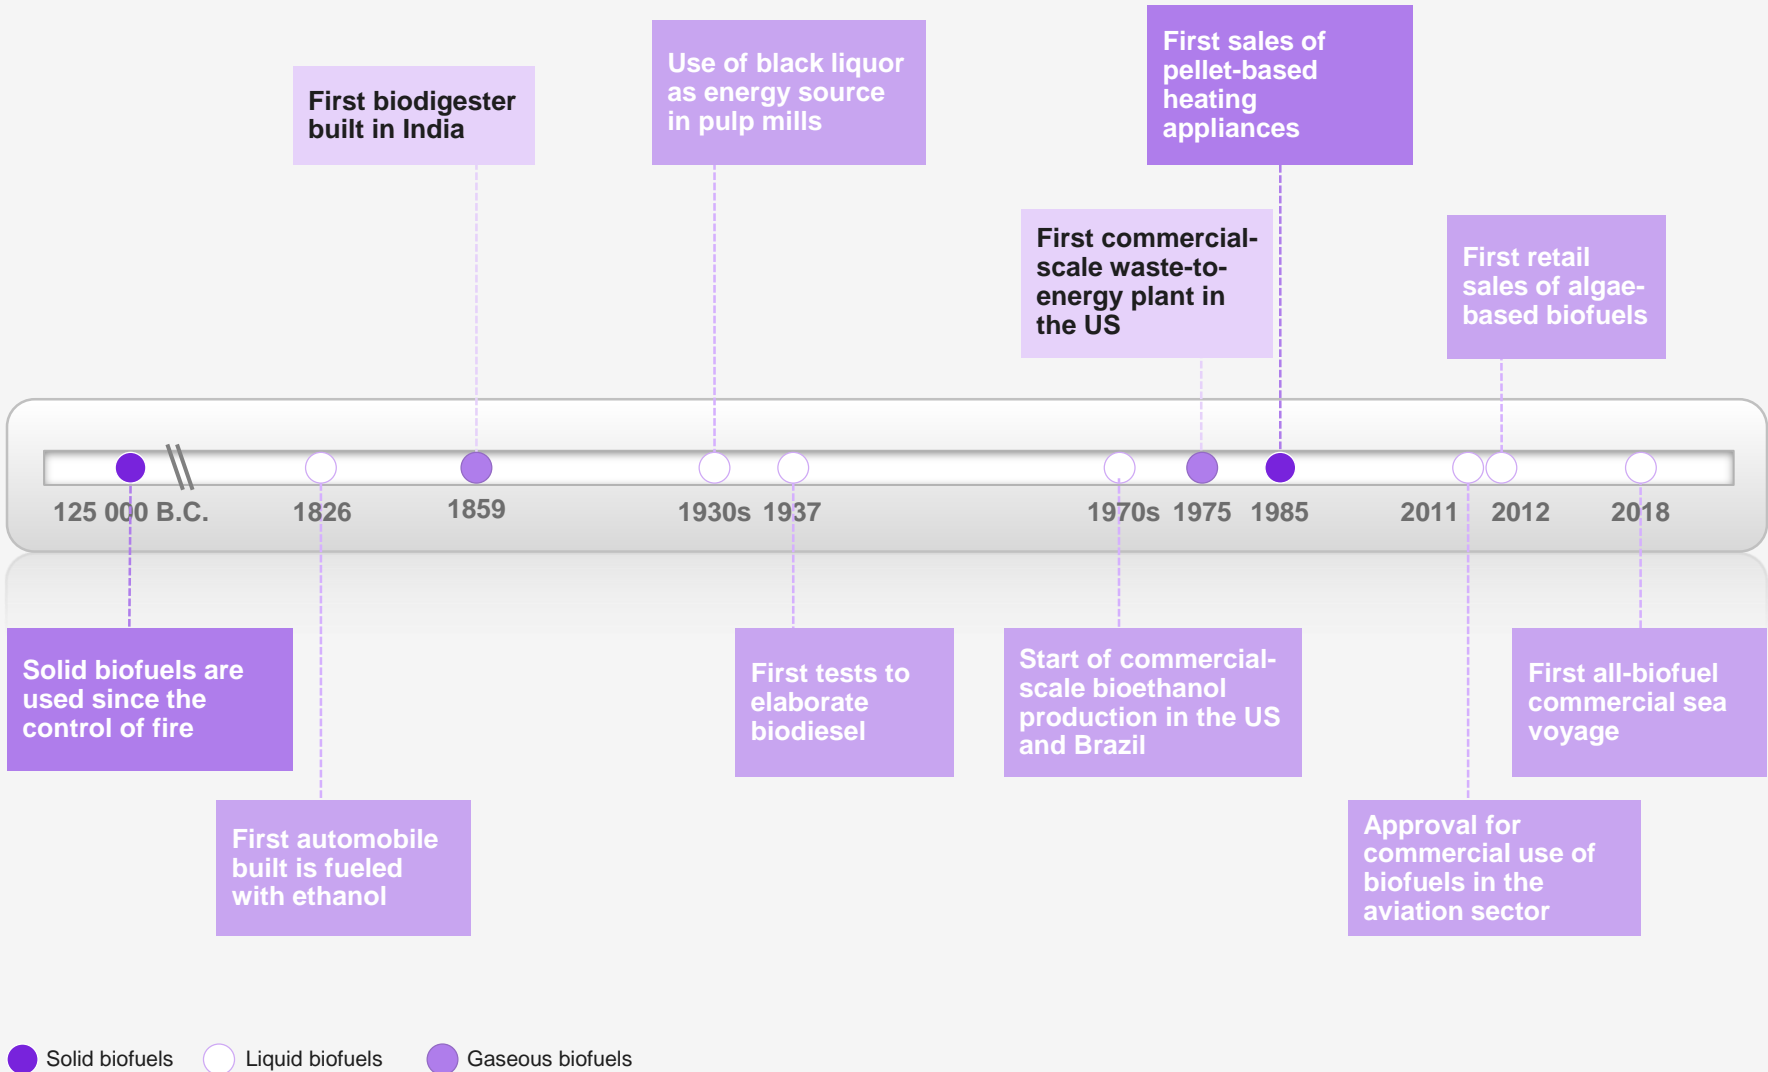 First sales of
pellet-based
heating
appliances
Use of black liquor
as energy source
in pulp mills
First biodigester
built in India
First commercial-
scale waste-to-
energy plant in
the US
First retail
sales of algae-
based biofuels
125 000 B.C.
1826
1859
1930s
1937
1970s
1975
1985
2011
2012
2018
Solid biofuels are
used since the
control of fire
First tests to
elaborate
biodiesel
Start of commercial-
scale bioethanol
production in the US
and Brazil
First all-biofuel
commercial sea
voyage
First automobile
built is fueled
with ethanol
Approval for
commercial use of
biofuels in the
aviation sector
Solid biofuels
Liquid biofuels
Gaseous biofuels